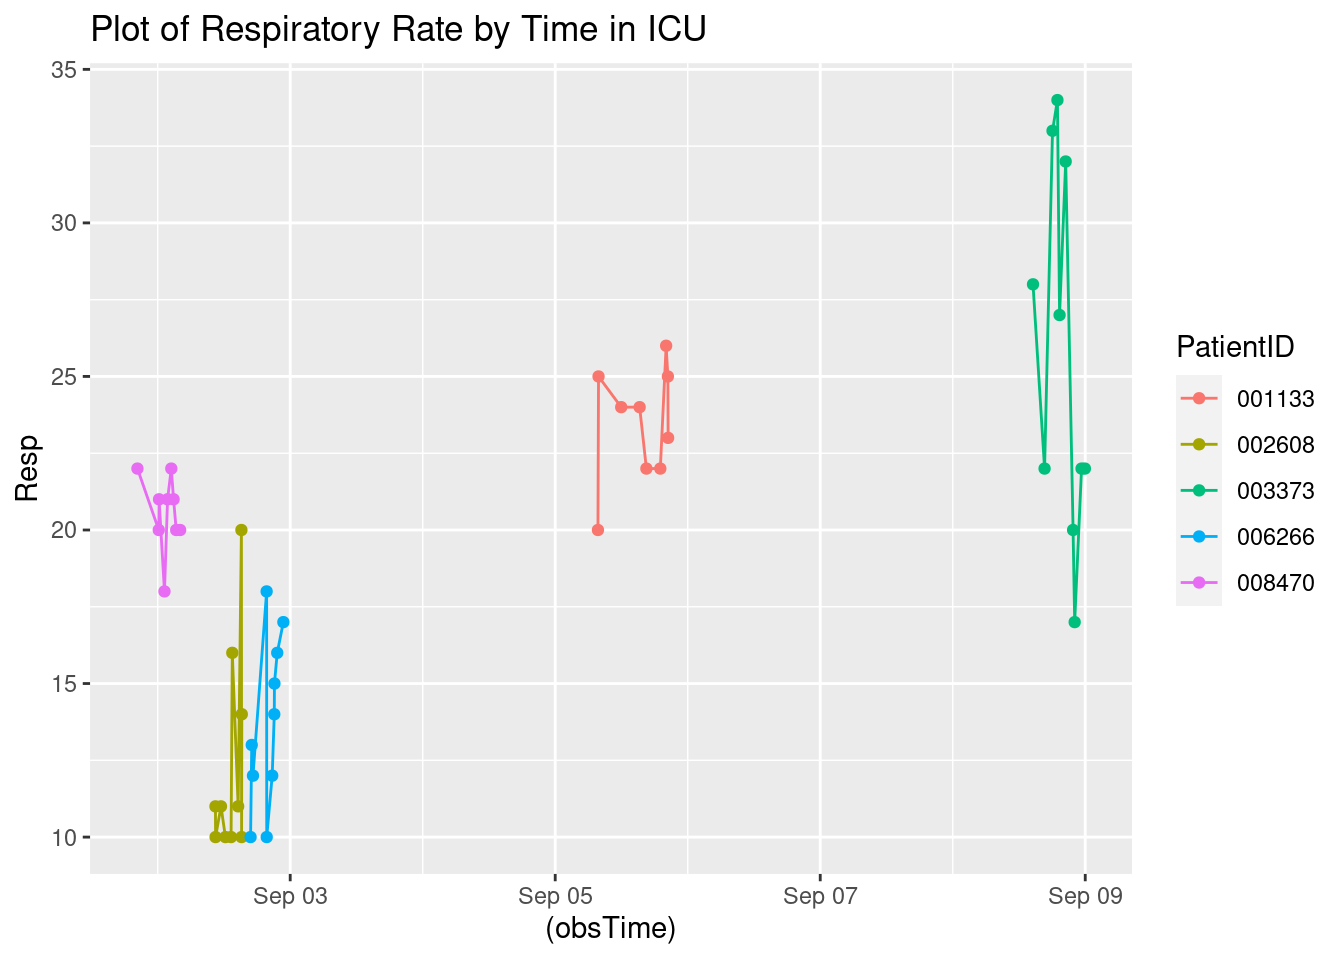 Plot of Respiratory Rate by Time in ICU
35
30
25
20
15
10
Resp
Sep 03
Sep 05
Sep 07
Sep 09
(obsTime)
PatientID
001133
002608
003373
006266
008470